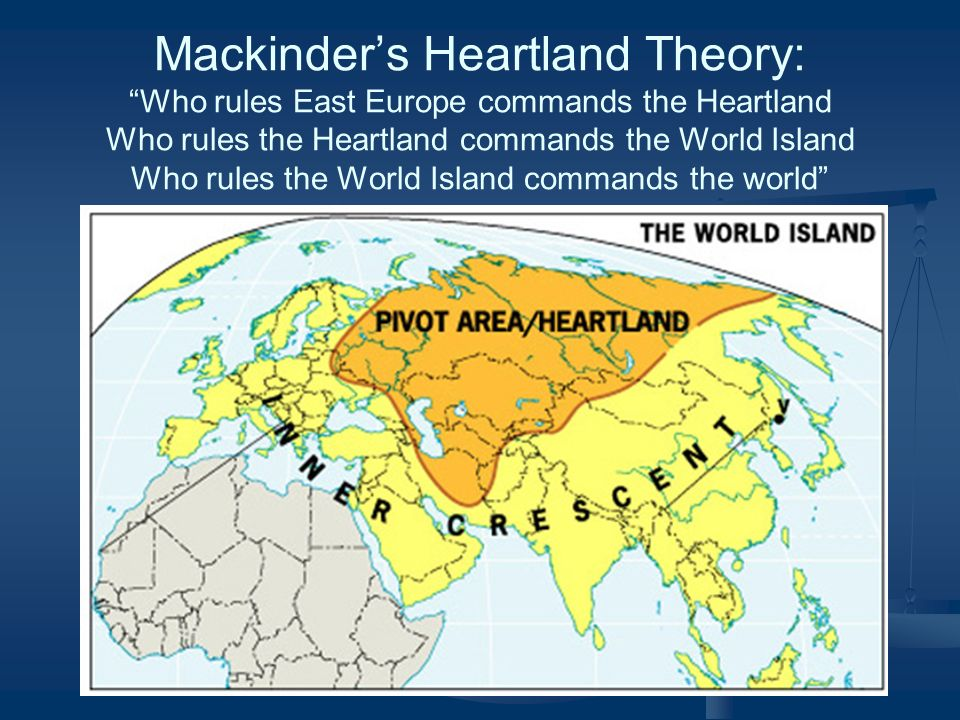 Mackinder’s Heartland Theory:
“Who rules East Europe commands the Heartland
Who rules the Heartland commands the World Island
Who rules the World Island commands the world”
THE WORLD ISLAND
PIVOT AREA/HEARTLAND
INNER CRESCENT
V